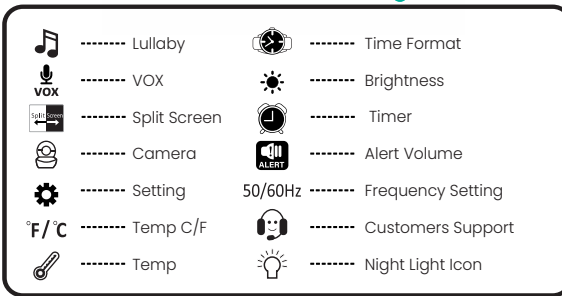 Lullaby
VOX
VOX
Split Screen
Split Screen
Camera
Setting
°F/°C
Temp C/F
Temp
Time Format
Brightness
Timer
ALERT
Alert Volume
50/60Hz
Frequency Setting
Customers Support
Night Light Icon